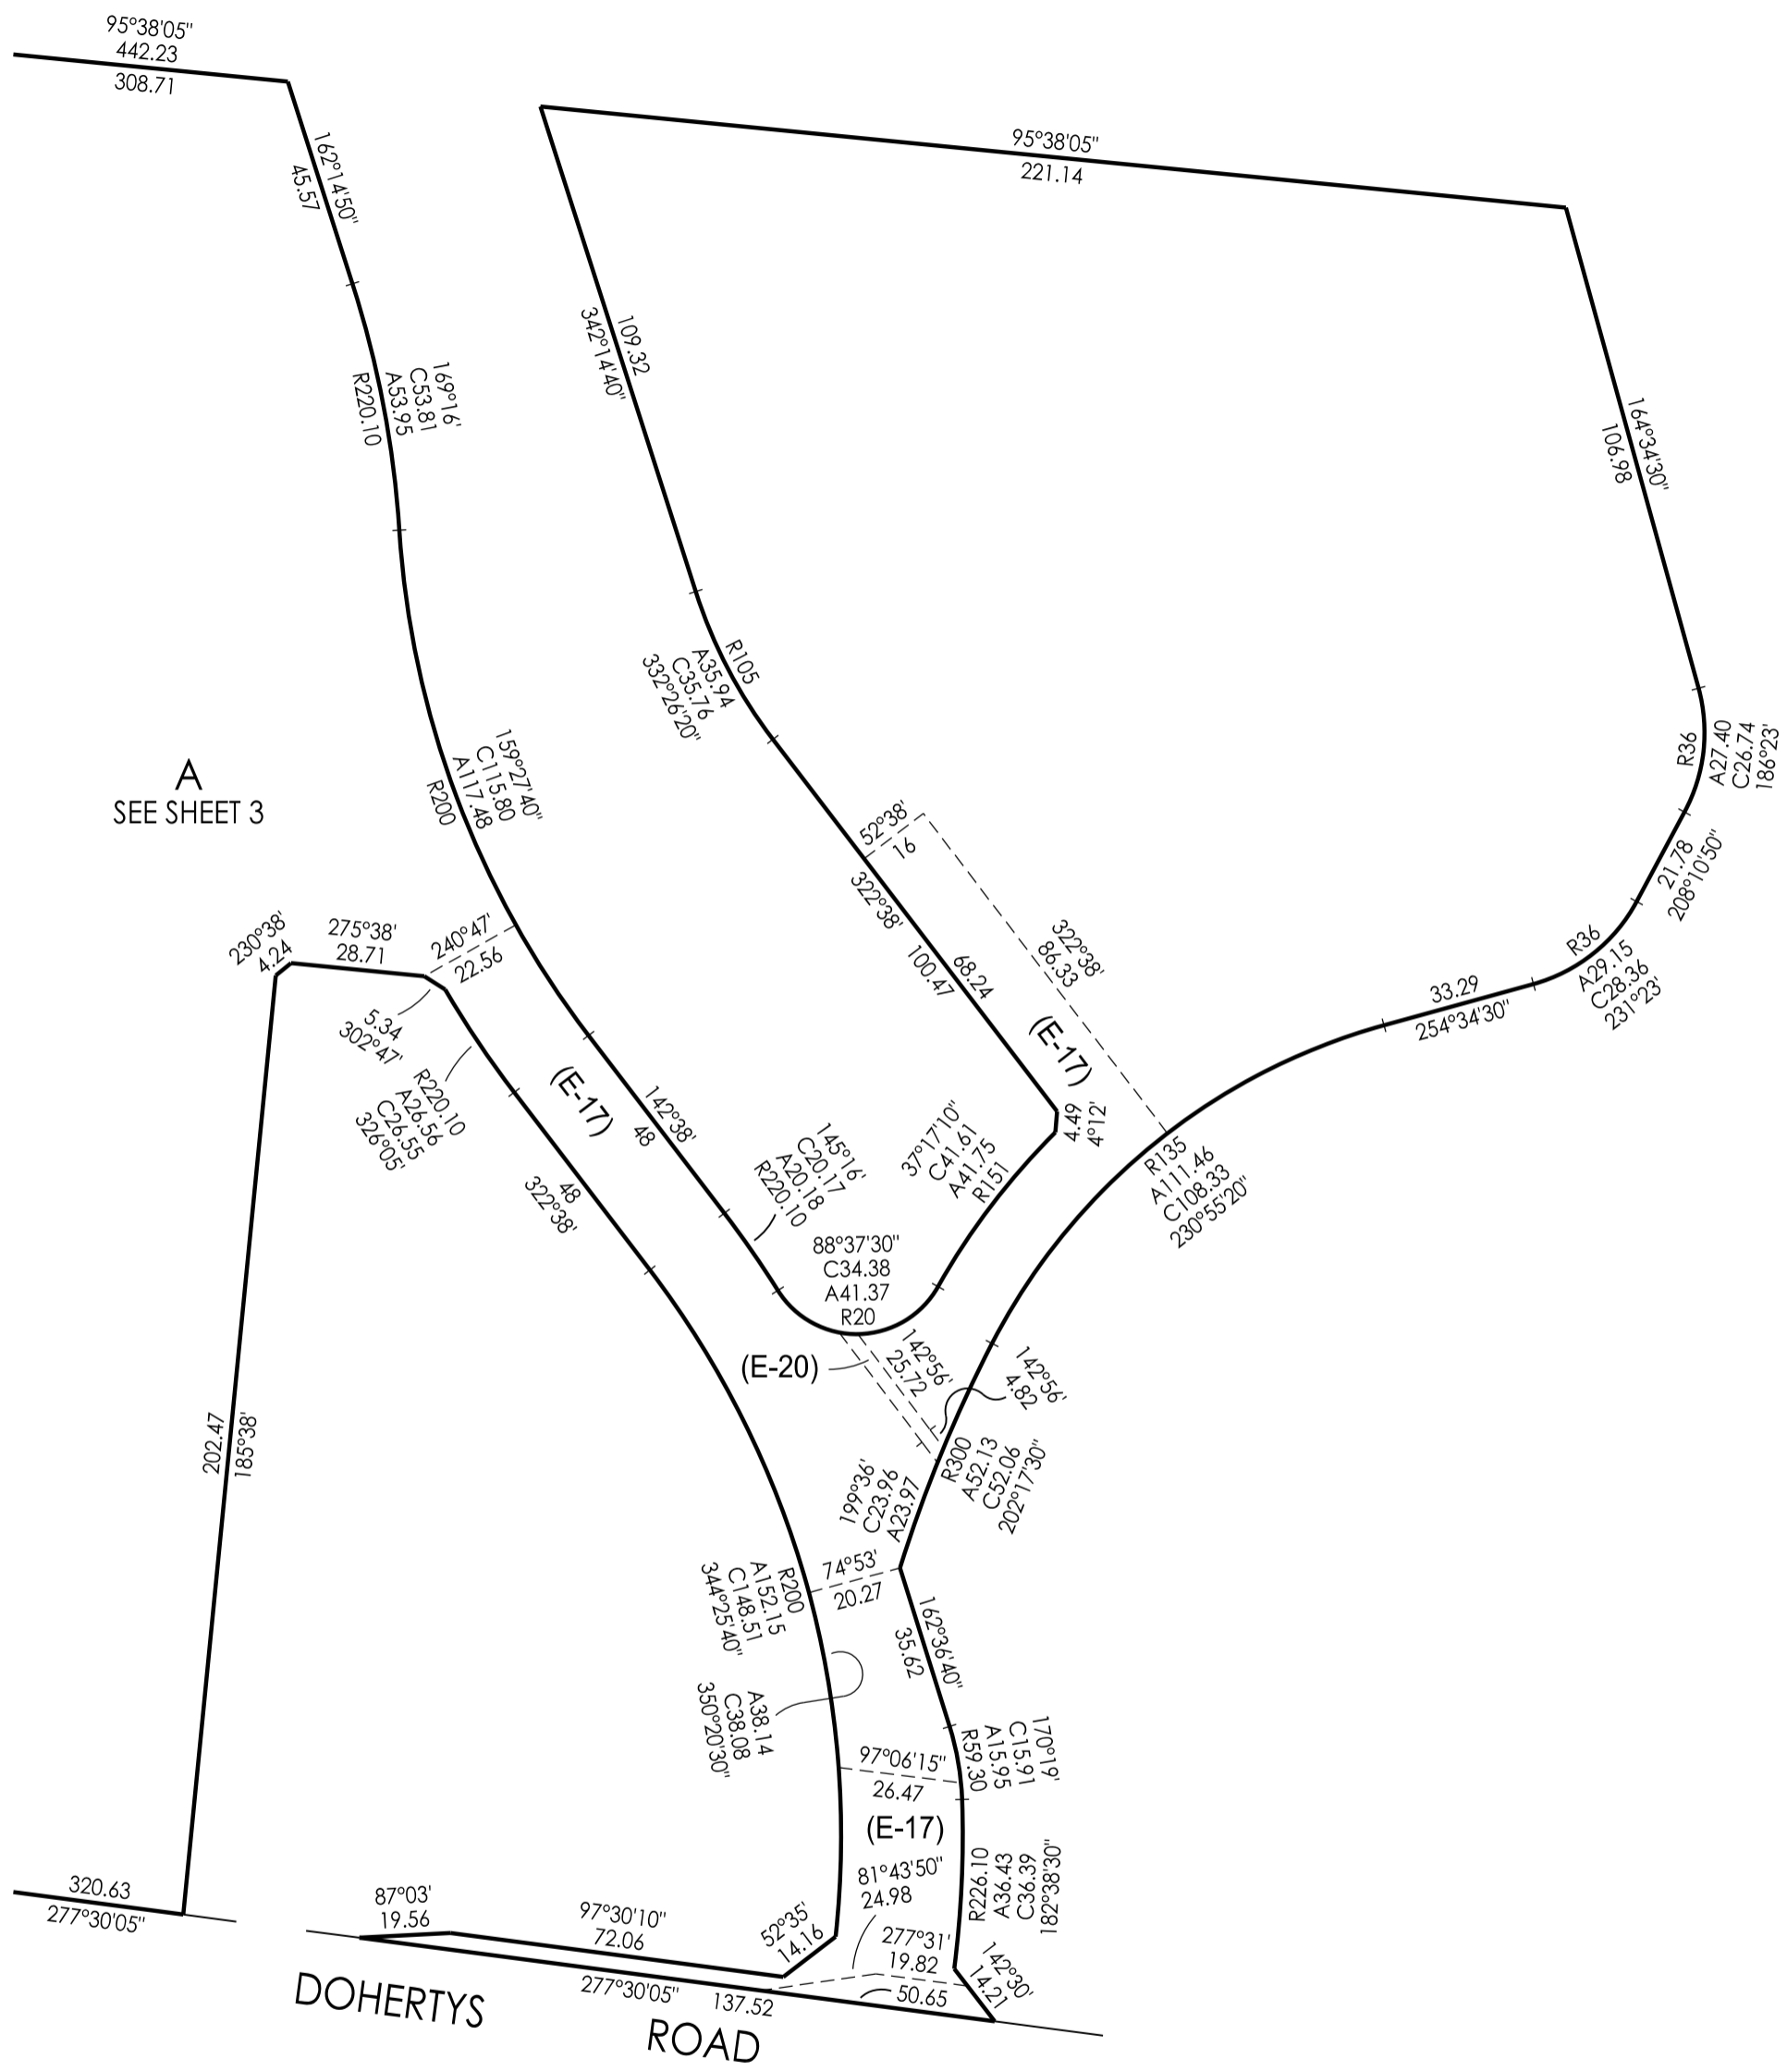 95°38'05"
442.23
308.71
162°14'50"
45.57
95°38'05"
221.14
109.32
342°14'40"
169°16'
C53.81
A53.95
R220.10
164°34'30"
106.98
R105
A35.94
C35.76
332°26'20"
159°27'40"
C115.80
A117.48
R200
A
SEE SHEET 3
R36
A27.40
C26.74
186°23'
52°38'
16
21.78
208°10'50"
322°38'
100.47
68.24
322°38'
86.33
R36
A29.15
C28.36
231°23'
33.29
254°34'30"
230°38'
4.24
275°38'
28.71
240°47'
22.56
5.34
302°47'
(E-17)
R220.10
A26.56
C26.55
326°05'
(E-17)
142°38'
48
4.49
4°12'
37°17'10"
C41.61
A41.75
R151
145°16'
C20.17
A20.18
R220.10
R135
A111.46
C108.33
230°55'20"
48
322°38'
88°37'30"
C34.38
A41.37
R20
(E-20)
142°56'
25.72
142°56'
4.82
202.47
185°38'
R300
A52.13
C52.06
202°17'30"
199°36'
C23.96
A23.97
R200
A152.15
C148.51
344°25'40"
74°53'
20.27
162°36'40"
35.62
A38.14
C38.08
350°20'30"
170°19'
C15.91
A15.95
R59.30
97°06'15"
26.47
(E-17)
81°43'50"
24.98
R226.10
A36.43
C36.39
182°38'30"
320.63
277°30'05"
87°03'
19.56
97°30'10"
72.06
52°35'
14.16
277°31'
19.82
142°30'
14.21
277°30'05"
137.52
50.65
DOHERTYS
ROAD